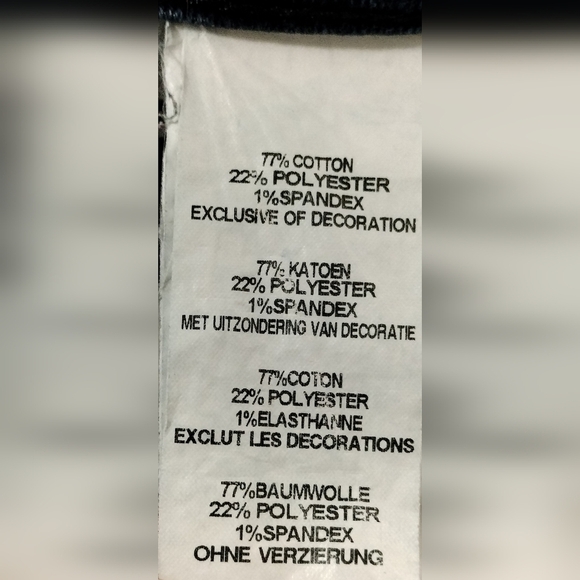 77% COTTON
22% POLYESTER
1%SPANDEX
EXCLUSIVE OF DECORATION
77% KATOEN
22% POLYESTER
1%SPANDEX
MET UITZONDERING VAN DECORATIE
77%COTON
22% POLYESTER
1%ELASTHANNE
EXCLUT LES DECORATIONS
77%BAUMWOLLE
22% POLYESTER
1%SPANDEX
OHNE VERZIERUNG